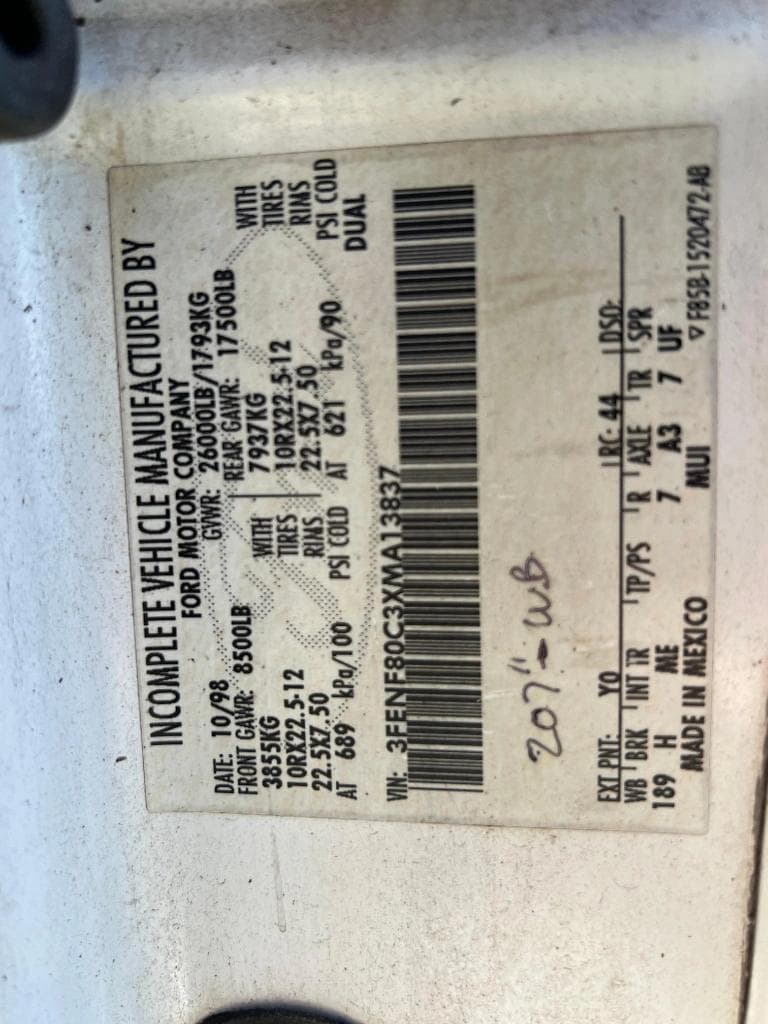 INCOMPLETE VEHICLE MANUFACTURED BY
FORD MOTOR COMPANY
DATE: 10/98 GVWR: 26000LB/1793KG
FRONT GAWR: 8500LB REAR GAWR: 17500LB
3855KG WITH 7937KG WITH
10RX22.5-12 TIRES 10RX22.5-12 TIRES
22.5X7.50 RIMS 22.5X7.50 RIMS
AT 689 kPa/100 PSI COLD AT 621 kPa/90 PSI COLD
DUAL
VIN: 3FENF80C3XMA13837
207"-WB
EXT PNT: YO RC: 44 DSO:
WB BRK INT TR TP/PS R AXLE TR SPR
189 H ME 7 A3 7 UF
MADE IN MEXICO MUI ▽F85B-1520472-AB